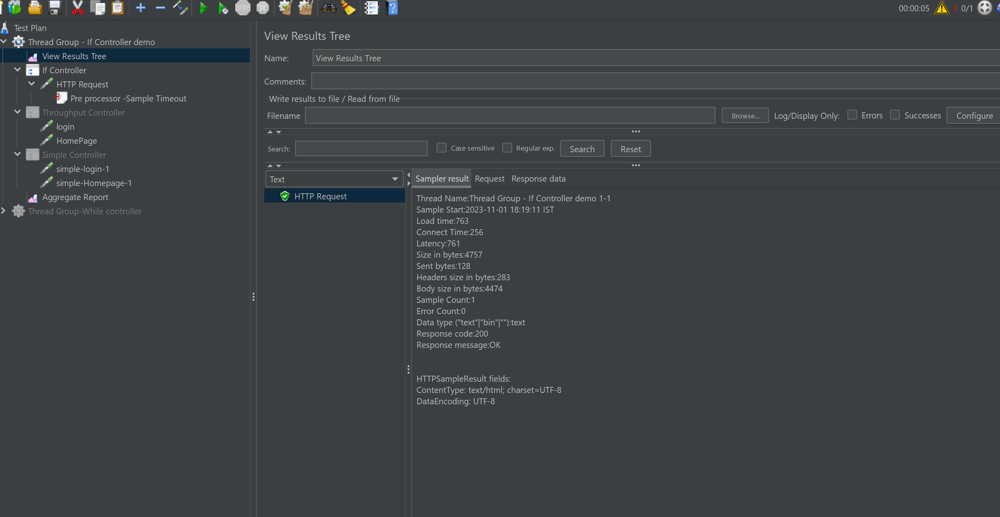 STOP
00:00:05
1
0/1
Test Plan
Thread Group - If Controller demo
View Results Tree
If Controller
HTTP Request
Pre processor -Sample Timeout
Throughput Controller
login
HomePage
Simple Controller
simple-login-1
simple-Homepage-1
Aggregate Report
Thread Group-While controller
View Results Tree
Name: View Results Tree
Comments:
Write results to file / Read from file
Filename Browse... Log/Display Only: Errors Successes Configure
Search: Case sensitive Regular exp. Search Reset
Text
HTTP Request
Sampler result Request Response data
Thread Name:Thread Group - If Controller demo 1-1
Sample Start:2023-11-01 18:19:11 IST
Load time:763
Connect Time:256
Latency:761
Size in bytes:4757
Sent bytes:128
Headers size in bytes:283
Body size in bytes:4474
Sample Count:1
Error Count:0
Data type ("text"|"bin"|""):text
Response code:200
Response message:OK
HTTPSampleResult fields:
ContentType: text/html; charset=UTF-8
DataEncoding: UTF-8